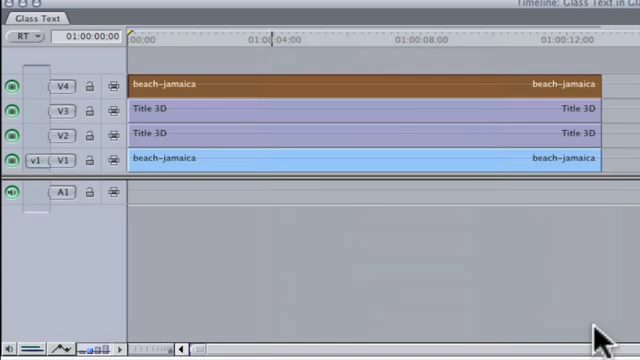 Timeline: Glass Text in Gla
Glass Text
RT 01:00:00;00 00;00 01:00:04;00 01:00:08;00 01:00:12;00
V4 beach-jamaica beach-jamaica
V3 Title 3D Title 3D
V2 Title 3D Title 3D
v1 V1 beach-jamaica beach-jamaica
A1